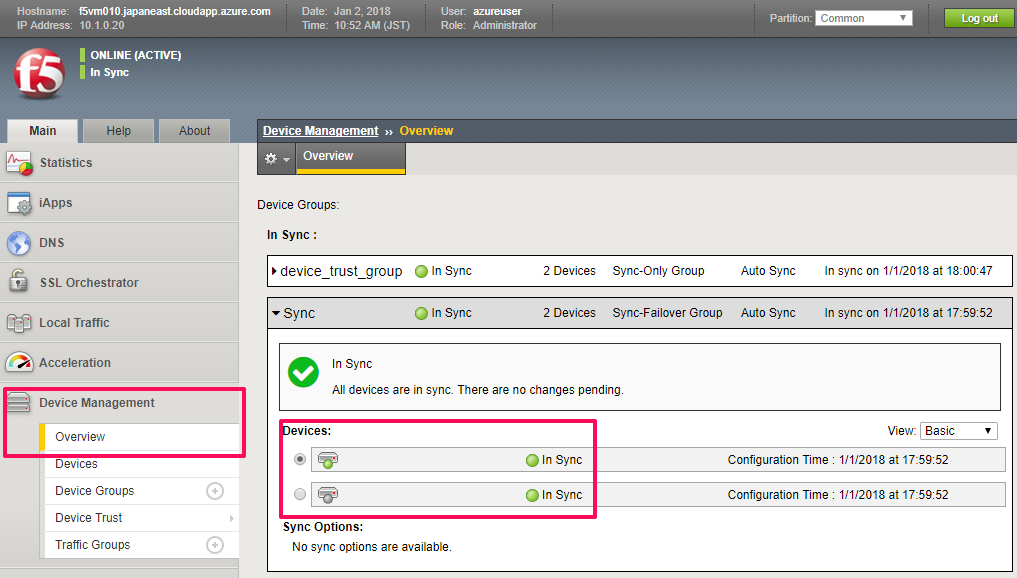 Hostname: f5vm010.japaneast.cloudapp.azure.com Date: Jan 2, 2018 User: azureuser
IP Address: 10.1.0.20 Time: 10:52 AM (JST) Role: Administrator
Partition: Common Log out
f5
ONLINE (ACTIVE)
In Sync
Main Help About
Statistics
iApps
DNS
SSL Orchestrator
Local Traffic
Acceleration
Device Management
Overview
Devices
Device Groups
Device Trust
Traffic Groups
Device Management ›› Overview
Overview
Device Groups:
In Sync :
device_trust_group In Sync 2 Devices Sync-Only Group Auto Sync In sync on 1/1/2018 at 18:00:47
Sync In Sync 2 Devices Sync-Failover Group Auto Sync In sync on 1/1/2018 at 17:59:52
In Sync
All devices are in sync. There are no changes pending.
Devices: View: Basic
In Sync Configuration Time : 1/1/2018 at 17:59:52
In Sync Configuration Time : 1/1/2018 at 17:59:52
Sync Options:
No sync options are available.